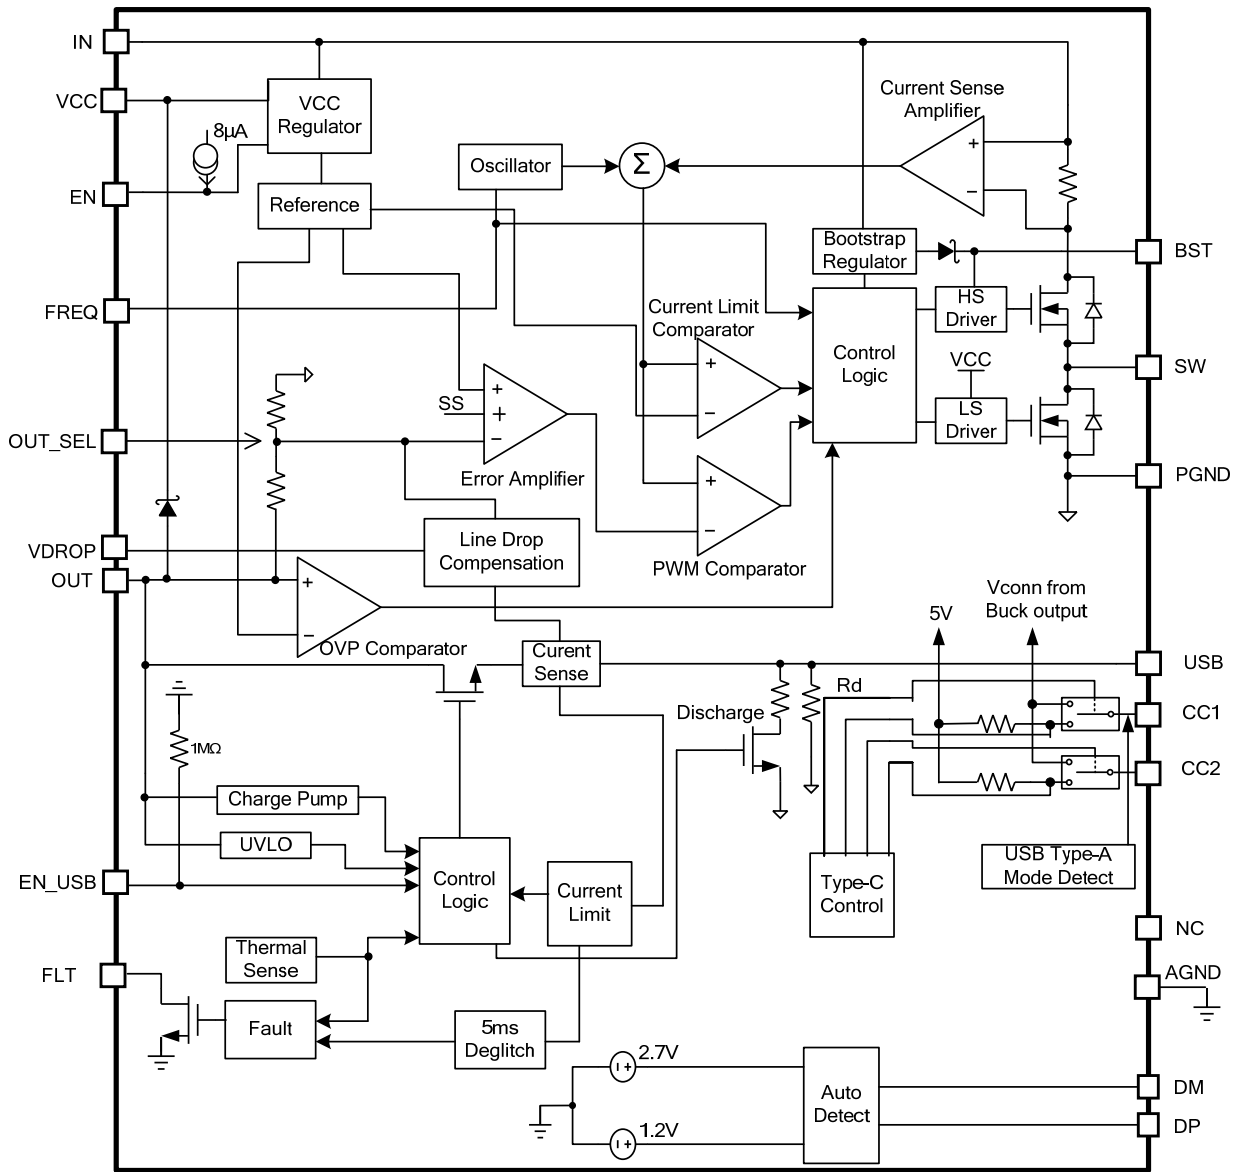 IN
VCC
8µA
EN
FREQ
OUT_SEL
VDROP
OUT
EN_USB
FLT
VCC
Regulator
Reference
Oscillator
Σ
Current Sense
Amplifier
+
−
Bootstrap
Regulator
BST
HS
Driver
Current Limit
Comparator
+
−
Control
Logic
VCC
LS
Driver
SW
PGND
SS
+
+
−
Error Amplifier
+
−
PWM Comparator
Line Drop
Compensation
+
−
OVP Comparator
Curent
Sense
5V
Vconn from
Buck output
USB
Rd
CC1
CC2
Discharge
1MΩ
Charge Pump
UVLO
Control
Logic
Current
Limit
Type-C
Control
USB Type-A
Mode Detect
NC
AGND
Thermal
Sense
Fault
5ms
Deglitch
2.7V
+
1.2V
+
Auto
Detect
DM
DP